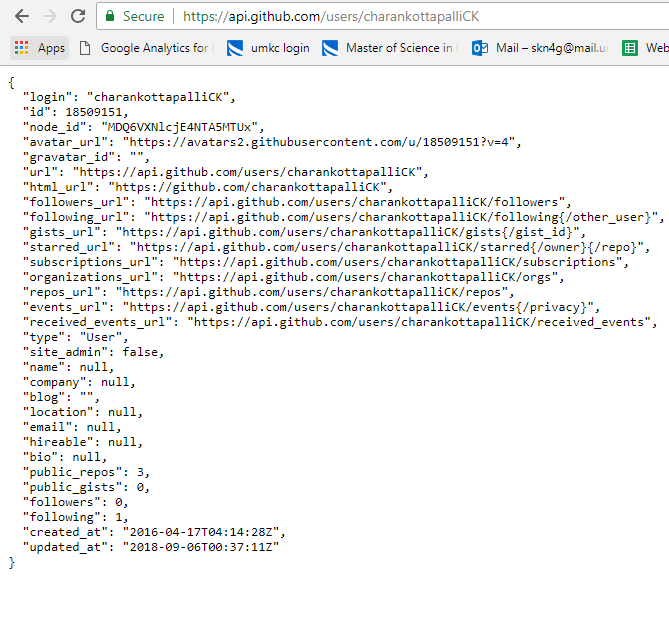 Secure https://api.github.com/users/charankottapalliCK
Apps Google Analytics for umkc login Master of Science in Mail – skn4g@mail.u Web
{
"login": "charankottapalliCK",
"id": 18509151,
"node_id": "MDQ6VXNlcjE4NTA5MTUx",
"avatar_url": "https://avatars2.githubusercontent.com/u/18509151?v=4",
"gravatar_id": "",
"url": "https://api.github.com/users/charankottapalliCK",
"html_url": "https://github.com/charankottapalliCK",
"followers_url": "https://api.github.com/users/charankottapalliCK/followers",
"following_url": "https://api.github.com/users/charankottapalliCK/following{/other_user}",
"gists_url": "https://api.github.com/users/charankottapalliCK/gists{/gist_id}",
"starred_url": "https://api.github.com/users/charankottapalliCK/starred{/owner}{/repo}",
"subscriptions_url": "https://api.github.com/users/charankottapalliCK/subscriptions",
"organizations_url": "https://api.github.com/users/charankottapalliCK/orgs",
"repos_url": "https://api.github.com/users/charankottapalliCK/repos",
"events_url": "https://api.github.com/users/charankottapalliCK/events{/privacy}",
"received_events_url": "https://api.github.com/users/charankottapalliCK/received_events",
"type": "User",
"site_admin": false,
"name": null,
"company": null,
"blog": "",
"location": null,
"email": null,
"hireable": null,
"bio": null,
"public_repos": 3,
"public_gists": 0,
"followers": 0,
"following": 1,
"created_at": "2016-04-17T04:14:28Z",
"updated_at": "2018-09-06T00:37:11Z"
}